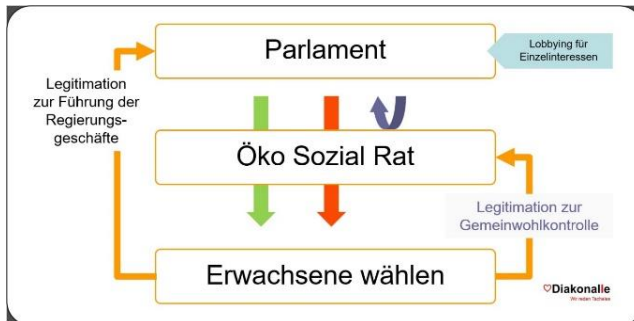 Parlament
Lobbying für
Einzelinteressen
Legitimation
zur Führung der
Regierungs-
geschäfte
Öko Sozial Rat
Legitimation zur
Gemeinwohlkontrolle
Erwachsene wählen
Diakonalle